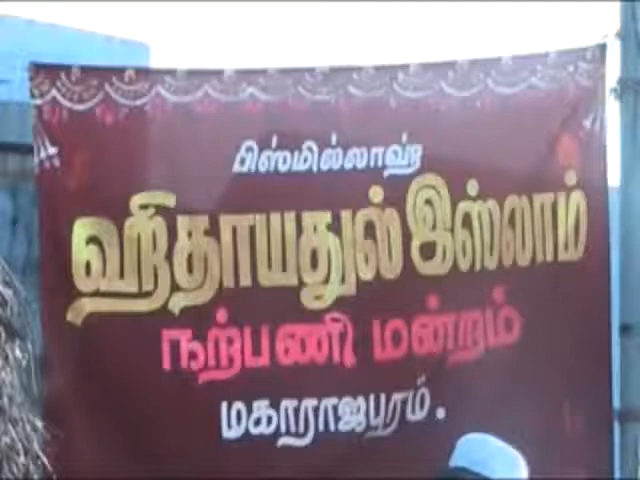 பிஸ்மில்லாஹ்
ஹிதாயதுல் இஸ்லாம்
நற்பணி மன்றம்
மகாராஜபுரம்.